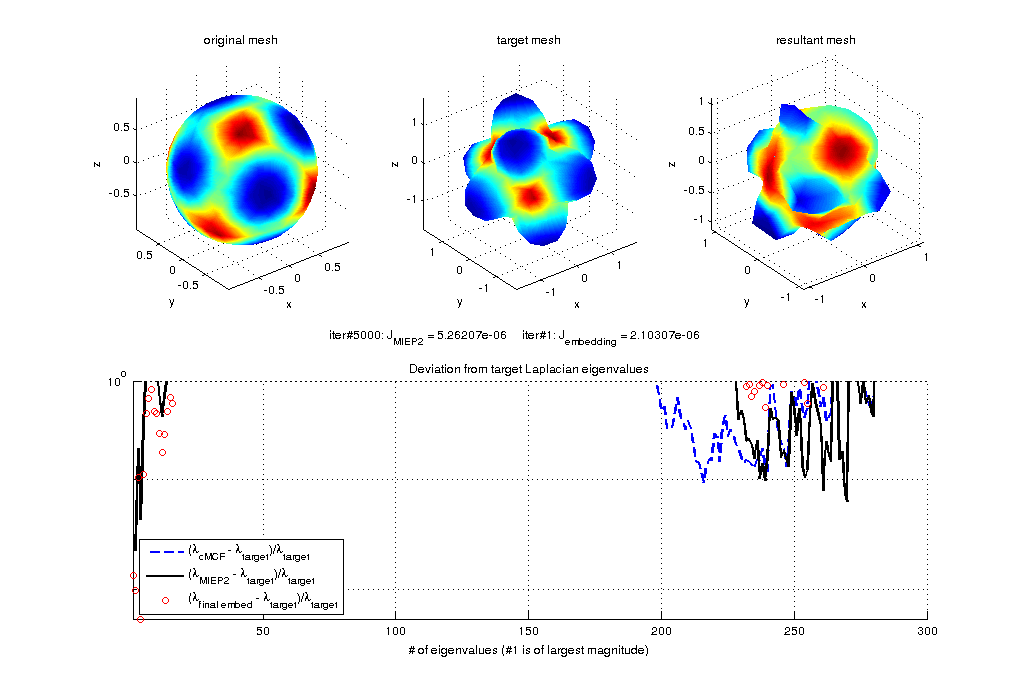 original mesh
target mesh
resultant mesh
0.5
0
-0.5
z
0.5
0
-0.5
y
-0.5
0
0.5
x
1
0
-1
z
1
0
-1
y
-1
0
1
x
1
0.5
0
-0.5
-1
z
1
0
-1
y
-1
0
1
x
iter#5000: J_MIEP2 = 5.26207e-06 iter#1: J_embedding = 2.10307e-06
Deviation from target Laplacian eigenvalues
10^0
(λ_cMCF - λ_target)/λ_target
(λ_MIEP2 - λ_target)/λ_target
(λ_final embed - λ_target)/λ_target
50
100
150
200
250
300
# of eigenvalues (#1 is of largest magnitude)